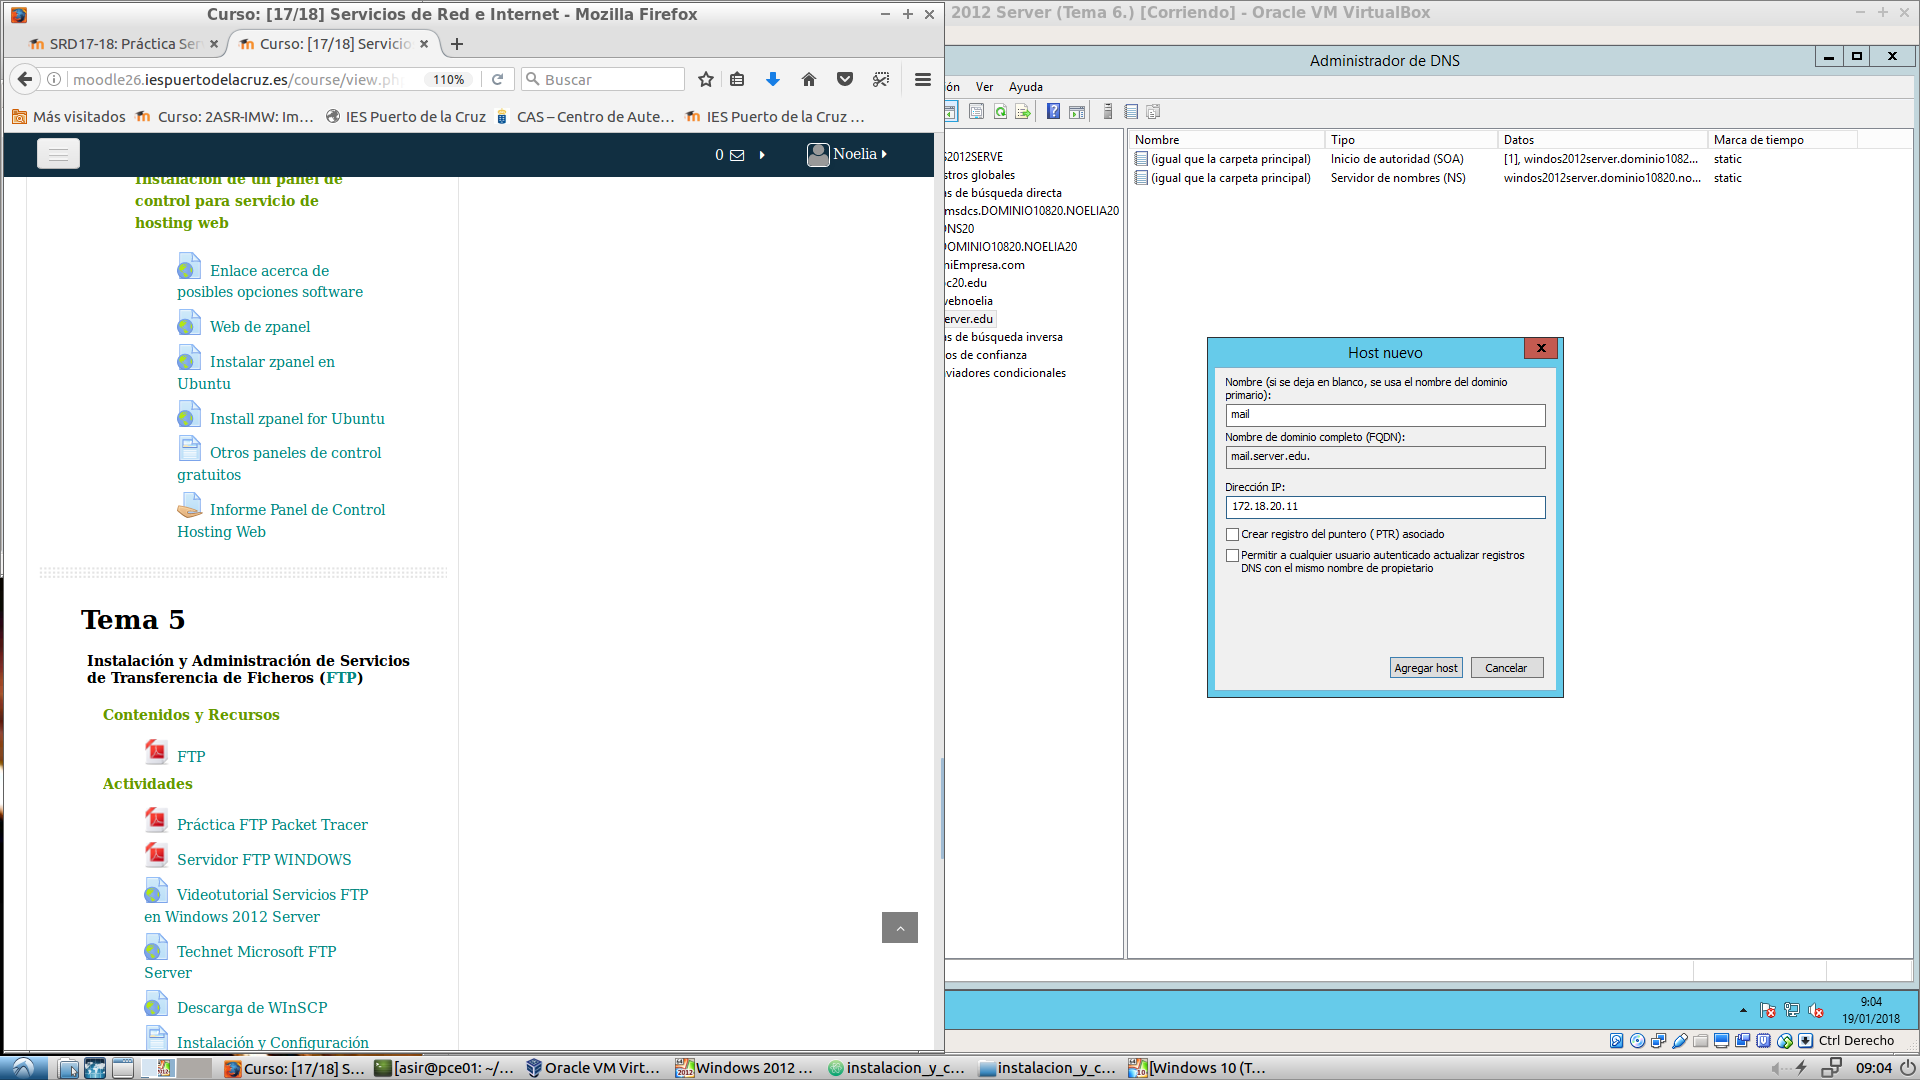 Curso: [17/18] Servicios de Red e Internet - Mozilla Firefox
SRD17-18: Práctica Ser
Curso: [17/18] Servicio
moodle26.iespuertodelacruz.es/course/view.ph
110%
Buscar
Más visitados
Curso: 2ASR-IMW: Im...
IES Puerto de la Cruz
CAS – Centro de Aute...
IES Puerto de la Cruz ...
0
Noelia
Instalación de un panel de
control para servicio de
hosting web
Enlace acerca de
posibles opciones software
Web de zpanel
Instalar zpanel en
Ubuntu
Install zpanel for Ubuntu
Otros paneles de control
gratuitos
Informe Panel de Control
Hosting Web
Tema 5
Instalación y Administración de Servicios
de Transferencia de Ficheros (FTP)
Contenidos y Recursos
FTP
Actividades
Práctica FTP Packet Tracer
Servidor FTP WINDOWS
Videotutorial Servicios FTP
en Windows 2012 Server
Technet Microsoft FTP
Server
Descarga de WInSCP
Instalación y Configuración
2012 Server (Tema 6.) [Corriendo] - Oracle VM VirtualBox
Administrador de DNS
ón Ver Ayuda
S2012SERVE
stros globales
as de búsqueda directa
msdcs.DOMINIO10820.NOELIA20
DNS20
DOMINIO10820.NOELIA20
miEmpresa.com
pc20.edu
webnoelia
erver.edu
as de búsqueda inversa
tos de confianza
nviadores condicionales
Nombre Tipo Datos Marca de tiempo
(igual que la carpeta principal) Inicio de autoridad (SOA) [1], windos2012server.dominio1082... static
(igual que la carpeta principal) Servidor de nombres (NS) windos2012server.dominio10820.no... static
Host nuevo
Nombre (si se deja en blanco, se usa el nombre del dominio
primario):
mail
Nombre de dominio completo (FQDN):
mail.server.edu.
Dirección IP:
172.18.20.11
Crear registro del puntero (PTR) asociado
Permitir a cualquier usuario autenticado actualizar registros
DNS con el mismo nombre de propietario
Agregar host
Cancelar
9:04
19/01/2018
Ctrl Derecho
Curso: [17/18] S...
[asir@pce01: ~/...
Oracle VM Virt...
Windows 2012 ...
instalacion_y_c...
instalacion_y_c...
[Windows 10 (T...
09:04